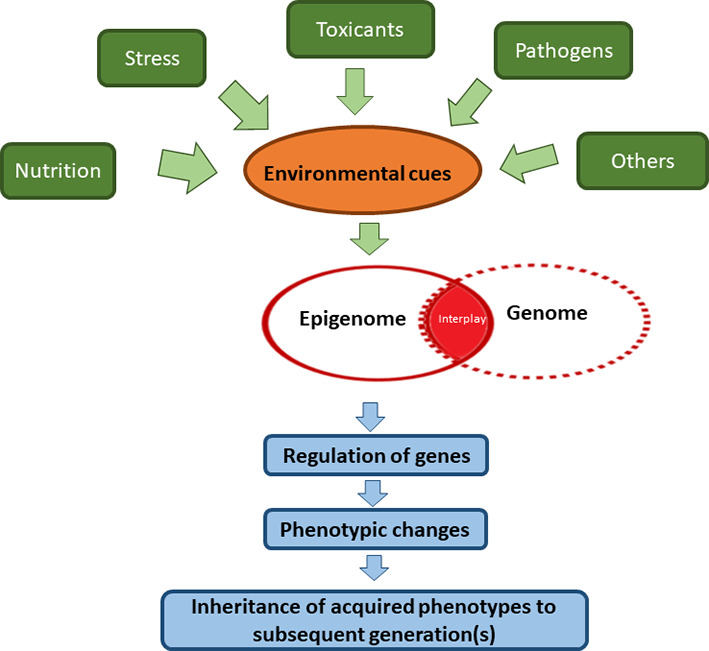 Toxicants
Stress
Pathogens
Nutrition
Others
Environmental cues
Epigenome
Interplay
Genome
Regulation of genes
Phenotypic changes
Inheritance of acquired phenotypes to
subsequent generation(s)